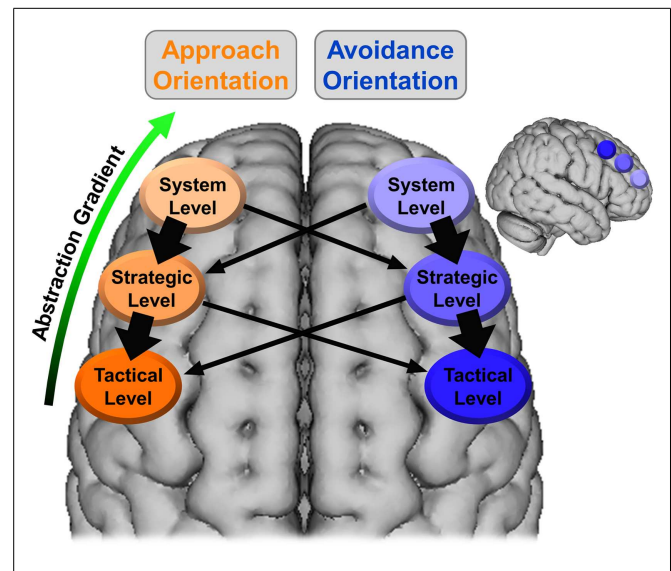 Approach
Orientation
Avoidance
Orientation
Abstraction Gradient
System
Level
System
Level
Strategic
Level
Strategic
Level
Tactical
Level
Tactical
Level